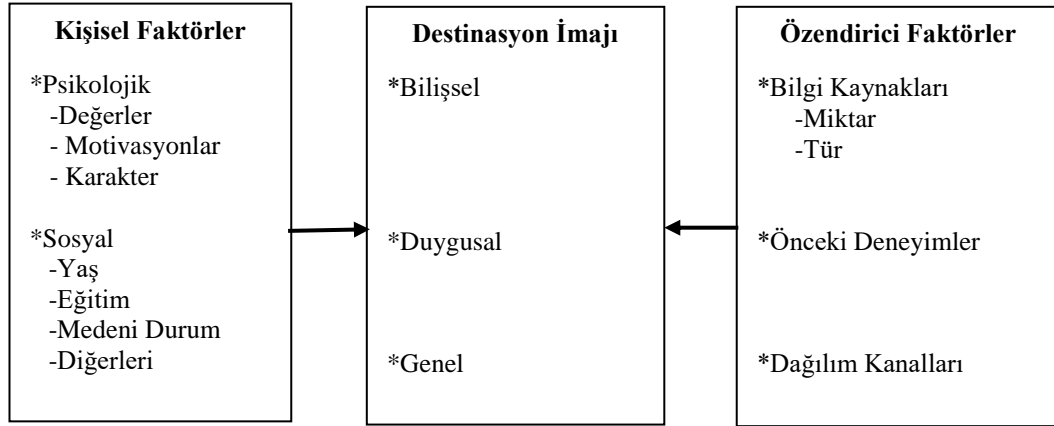 Kişisel Faktörler
*Psikolojik
-Değerler
- Motivasyonlar
- Karakter
*Sosyal
-Yaş
-Eğitim
-Medeni Durum
-Diğerleri
Destinasyon İmajı
*Bilişsel
*Duygusal
*Genel
Özendirici Faktörler
*Bilgi Kaynakları
-Miktar
-Tür
*Önceki Deneyimler
*Dağılım Kanalları